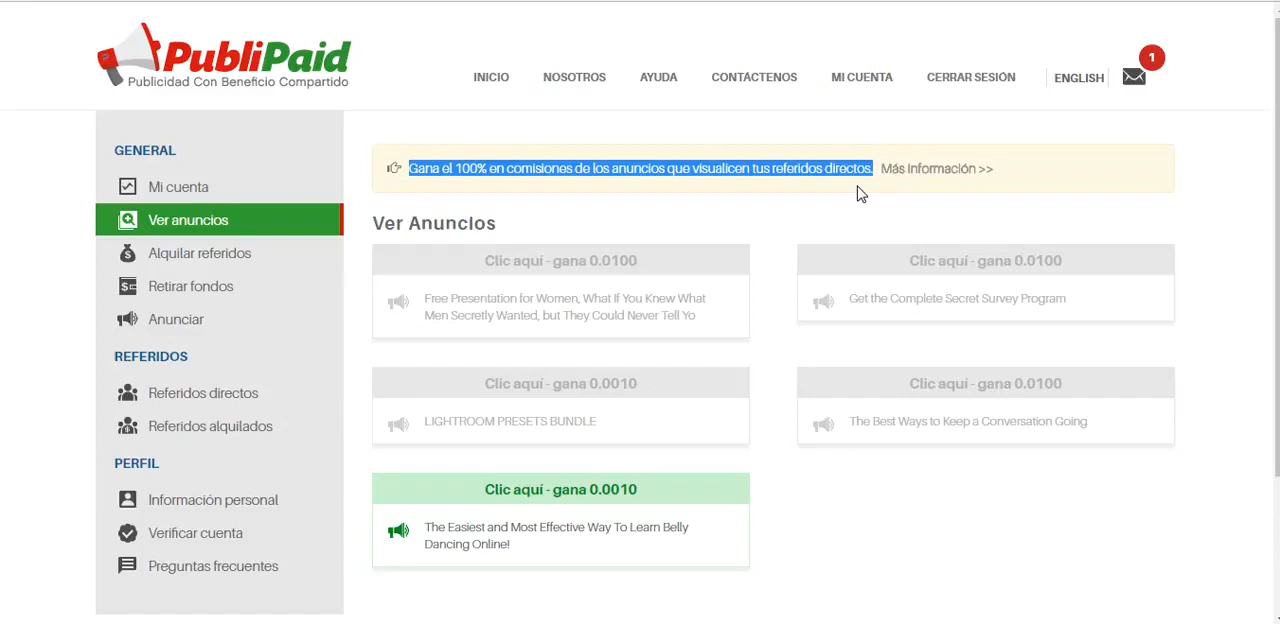 PubliPaid
Publicidad Con Beneficio Compartido
INICIO
NOSOTROS
AYUDA
CONTÁCTENOS
MI CUENTA
CERRAR SESIÓN
ENGLISH
1
GENERAL
Mi cuenta
Ver anuncios
Alquilar referidos
Retirar fondos
Anunciar
REFERIDOS
Referidos directos
Referidos alquilados
PERFIL
Información personal
Verificar cuenta
Preguntas frecuentes
Gana el 100% en comisiones de los anuncios que visualicen tus referidos directos. Más información >>
Ver Anuncios
Clic aquí - gana 0.0100
Free Presentation for Women, What If You Knew What
Men Secretly Wanted, but They Could Never Tell Yo
Clic aquí - gana 0.0100
Get the Complete Secret Survey Program
Clic aquí - gana 0.0010
LIGHTROOM PRESETS BUNDLE
Clic aquí - gana 0.0100
The Best Ways to Keep a Conversation Going
Clic aquí - gana 0.0010
The Easiest and Most Effective Way To Learn Belly
Dancing Online!